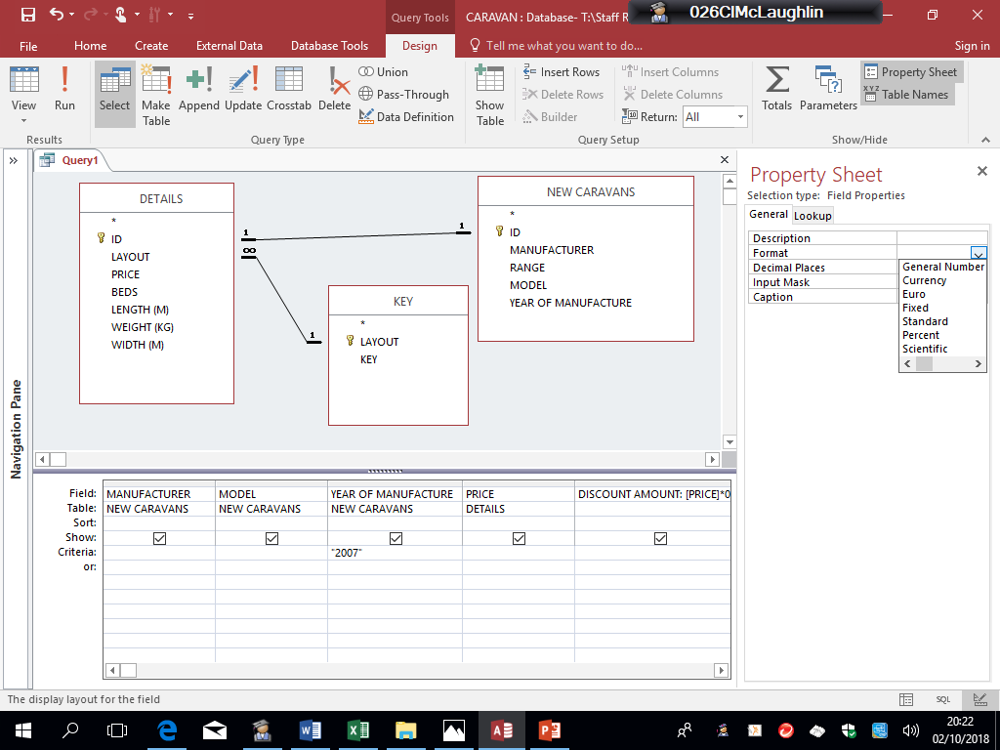 Query Tools
CARAVAN : Database- T:\Staff R
026ClMcLaughlin
File Home Create External Data Database Tools Design Tell me what you want to do... Sign in
View
Run
Select
Make Table
Append
Update
Crosstab
Delete
Union
Pass-Through
Data Definition
Show Table
Insert Rows
Delete Rows
Builder
Insert Columns
Delete Columns
Return: All
Totals
Parameters
Property Sheet
XYZ Table Names
Results
Query Type
Query Setup
Show/Hide
Query1
Navigation Pane
DETAILS
*
ID
LAYOUT
PRICE
BEDS
LENGTH (M)
WEIGHT (KG)
WIDTH (M)
1
1
∞
1
KEY
*
LAYOUT
KEY
NEW CARAVANS
*
ID
MANUFACTURER
RANGE
MODEL
YEAR OF MANUFACTURE
Property Sheet
Selection type: Field Properties
General Lookup
Description
Format
Decimal Places
Input Mask
Caption
General Number
Currency
Euro
Fixed
Standard
Percent
Scientific
Field: MANUFACTURER MODEL YEAR OF MANUFACTURE PRICE DISCOUNT AMOUNT: [PRICE]*0
Table: NEW CARAVANS NEW CARAVANS NEW CARAVANS DETAILS
Sort:
Show:
Criteria: "2007"
or:
The display layout for the field
SQL
20:22
02/10/2018